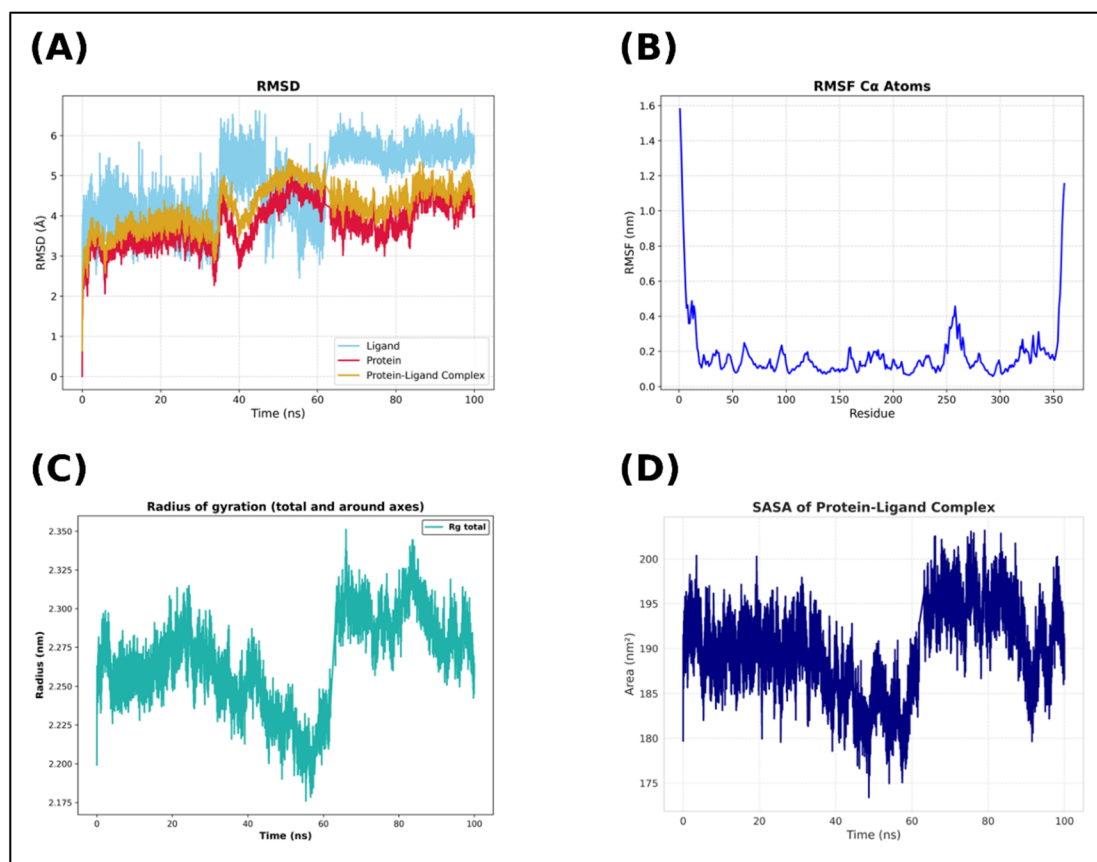 (A)
RMSD
6
5
4
3
2
1
0
RMSD (Å)
Ligand
Protein
Protein-Ligand Complex
0 20 40 60 80 100
Time (ns)
(B)
RMSF Cα Atoms
1.6
1.4
1.2
1.0
0.8
0.6
0.4
0.2
0.0
RMSF (nm)
0 50 100 150 200 250 300 350
Residue
(C)
Radius of gyration (total and around axes)
Rg total
2.350
2.325
2.300
2.275
2.250
2.225
2.200
2.175
Radius (nm)
0 20 40 60 80 100
Time (ns)
(D)
SASA of Protein-Ligand Complex
200
195
190
185
180
175
Area (nm²)
0 20 40 60 80 100
Time (ns)